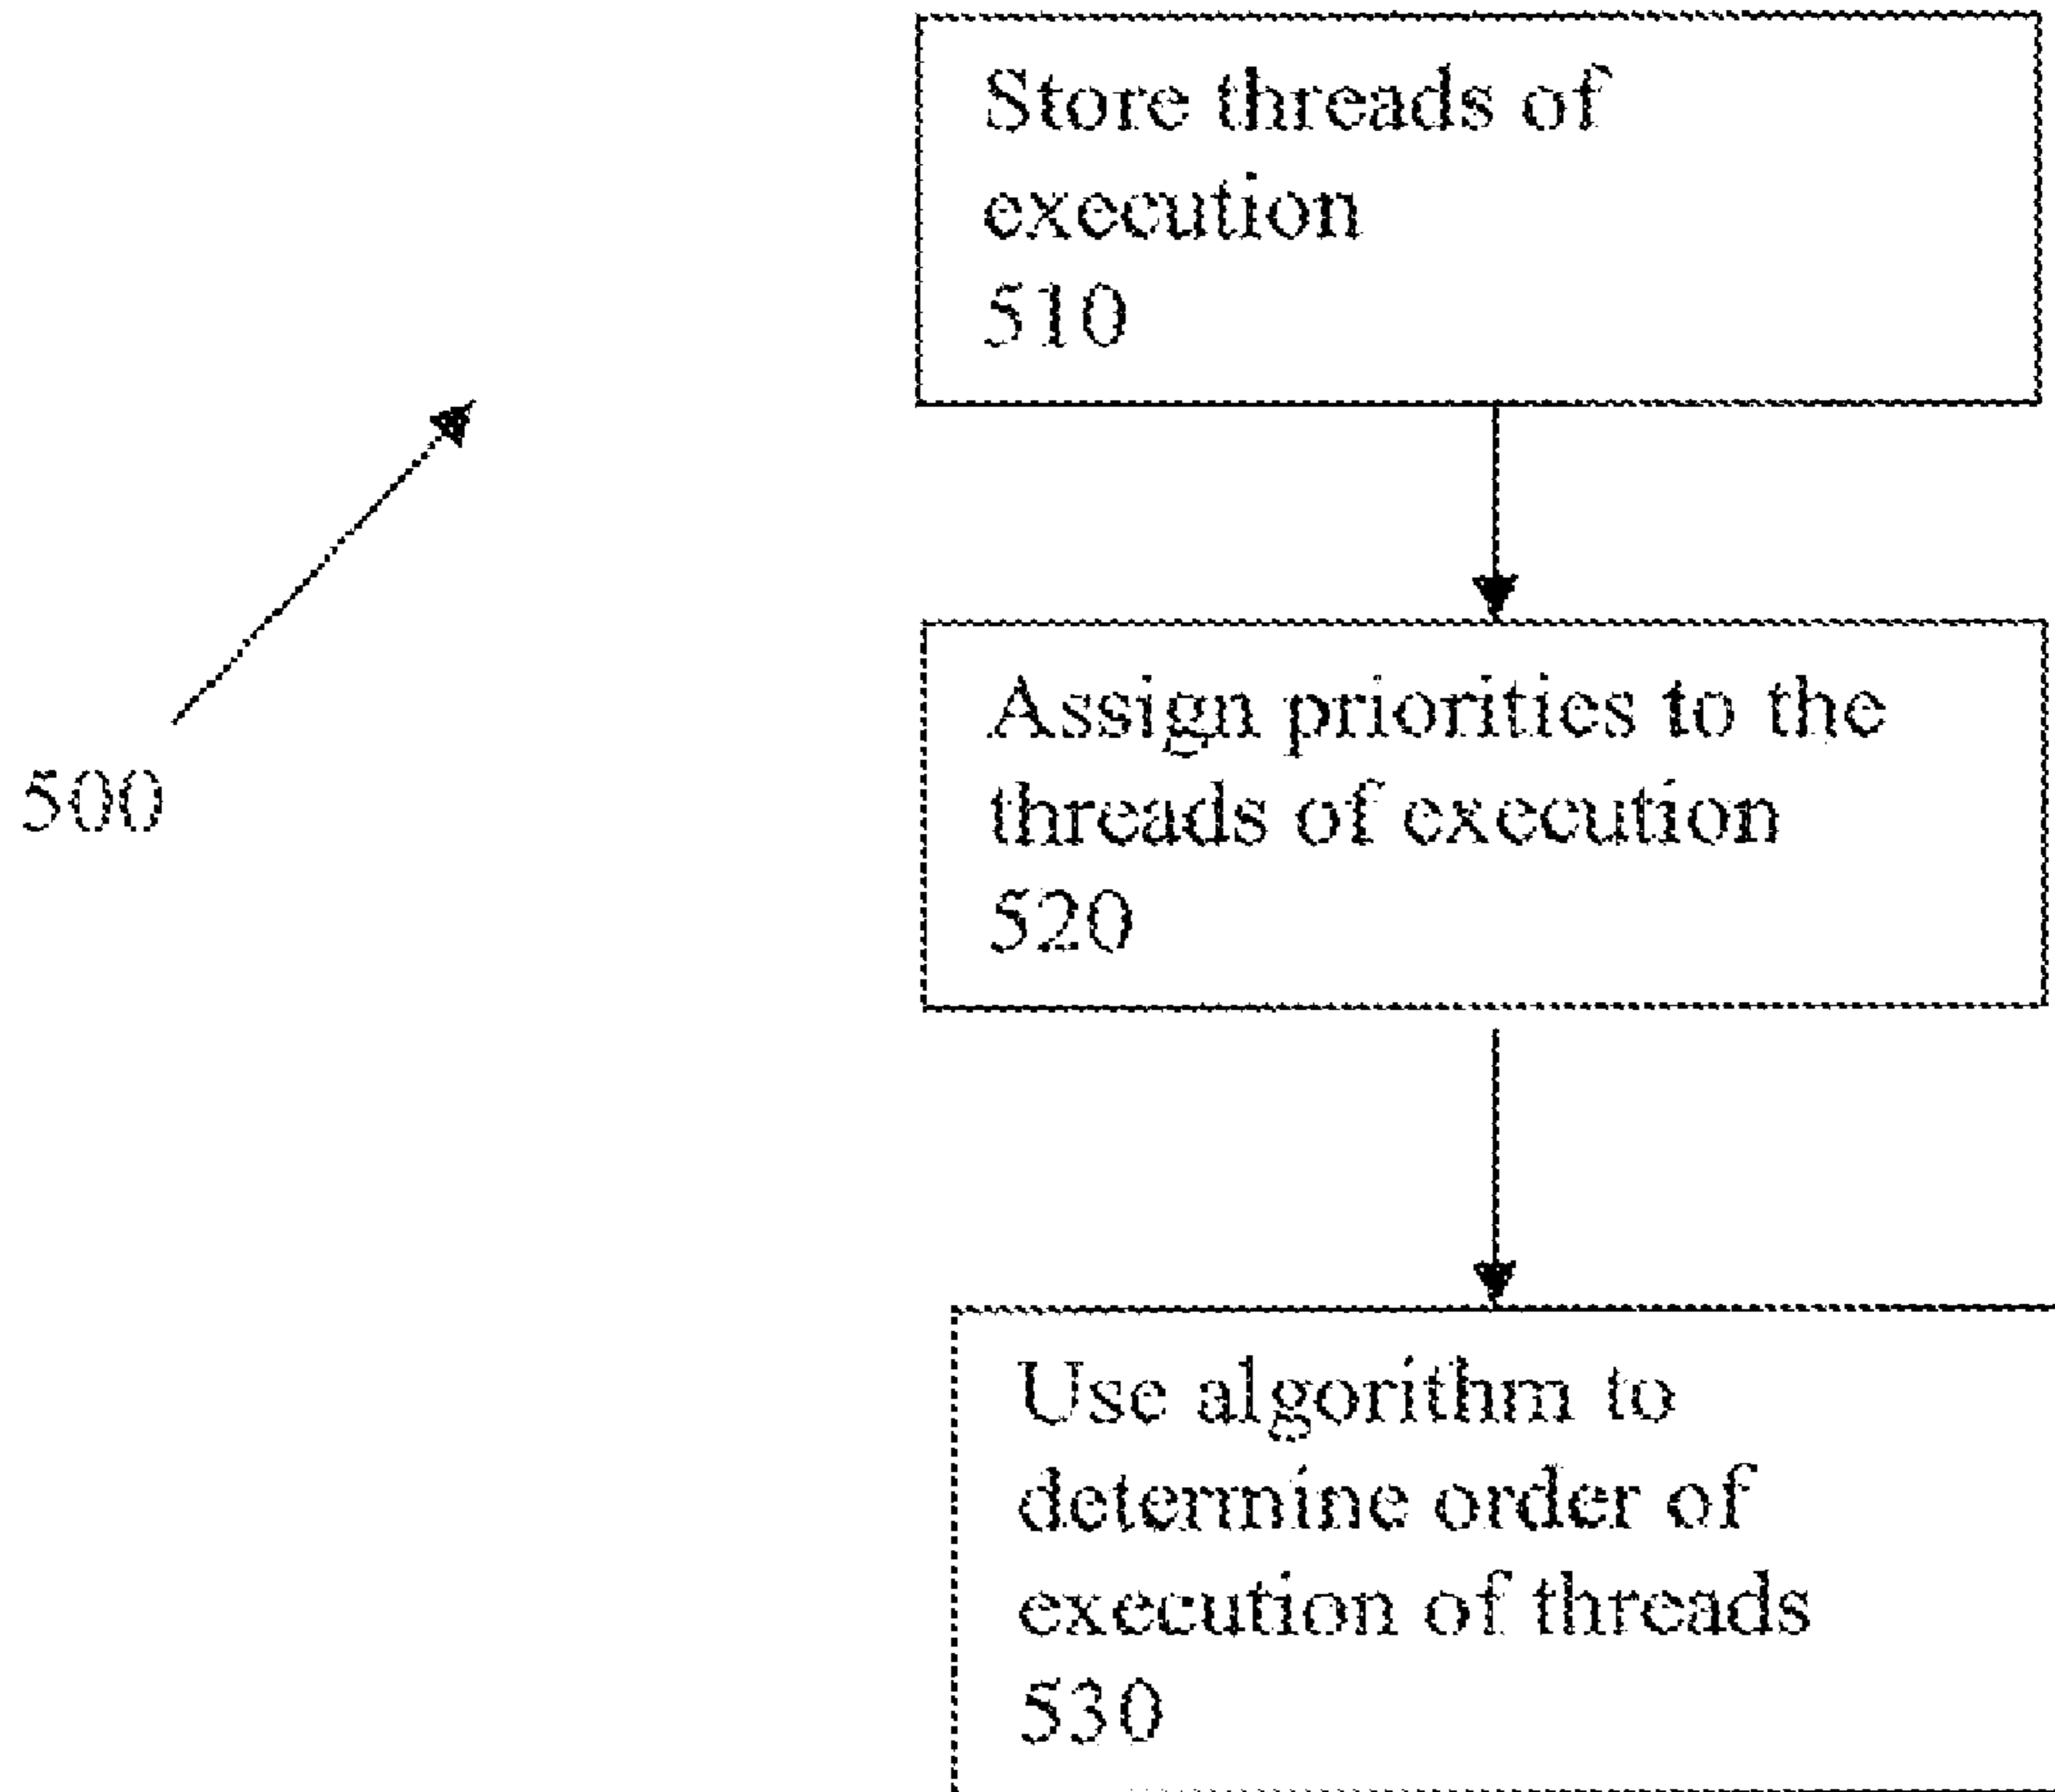 Store threads of
execution
510
Assign priorities to the
threads of execution
520
500
Use algorithm to
determine order of
execution of threads
530